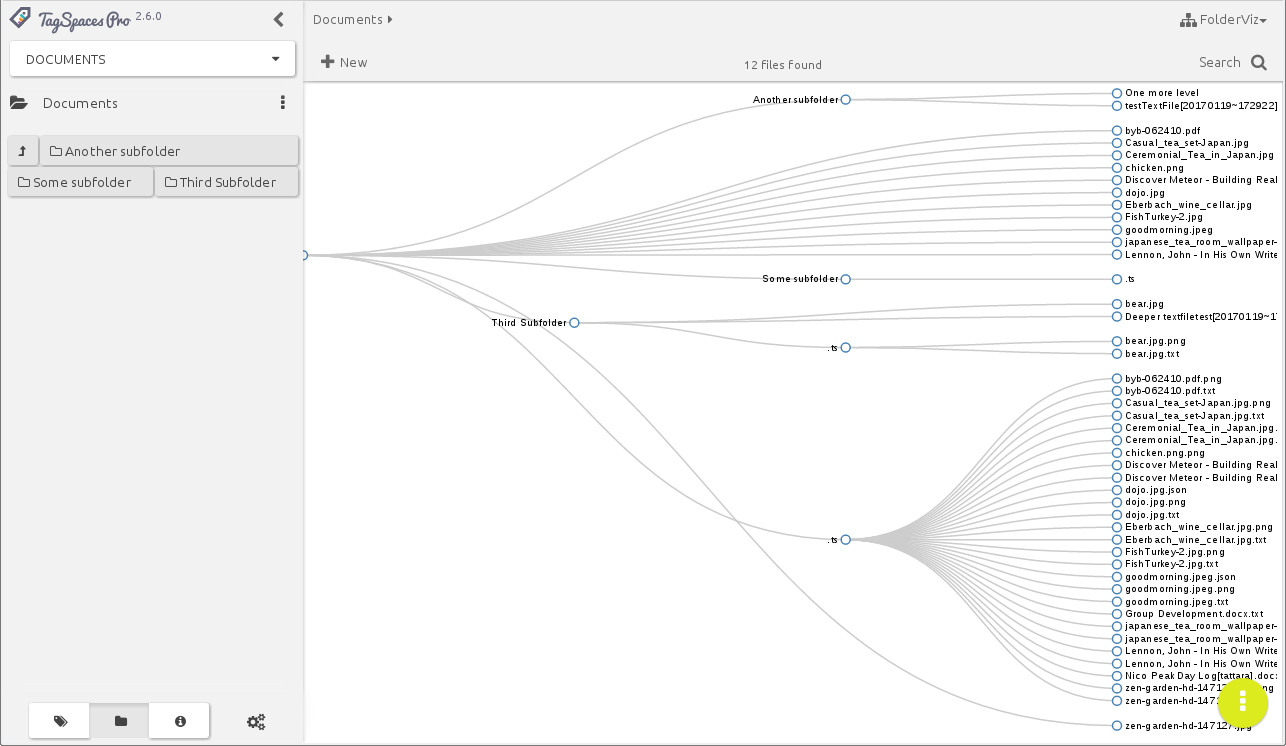 TagSpaces Pro 2.6.0
DOCUMENTS
Documents
Another subfolder
Some subfolder
Third Subfolder
Documents
FolderViz
New
12 files found
Search
Another subfolder
One more level
testTextFile[20170119~172922]
byb-062410.pdf
Casual_tea_set-Japan.jpg
Ceremonial_Tea_in_Japan.jpg
chicken.png
Discover Meteor - Building Real
dojo.jpg
Eberbach_wine_cellar.jpg
FishTurkey-2.jpg
goodmorning.jpeg
japanese_tea_room_wallpaper-
Lennon, John - In His Own Write
Some subfolder
.ts
Third Subfolder
bear.jpg
Deeper textfiletest[20170119~1
.ts
bear.jpg.png
bear.jpg.txt
.ts
byb-062410.pdf.png
byb-062410.pdf.txt
Casual_tea_set-Japan.jpg.png
Casual_tea_set-Japan.jpg.txt
Ceremonial_Tea_in_Japan.jpg.
Ceremonial_Tea_in_Japan.jpg.
chicken.png.png
Discover Meteor - Building Real
Discover Meteor - Building Real
dojo.jpg.json
dojo.jpg.png
dojo.jpg.txt
Eberbach_wine_cellar.jpg.png
Eberbach_wine_cellar.jpg.txt
FishTurkey-2.jpg.png
FishTurkey-2.jpg.txt
goodmorning.jpeg.json
goodmorning.jpeg.png
goodmorning.jpeg.txt
Group Development.docx.txt
japanese_tea_room_wallpaper-
japanese_tea_room_wallpaper-
Lennon, John - In His Own Write
Lennon, John - In His Own Write
Nico Peak Day Log[tattara].doc
zen-garden-hd-1471
zen-garden-hd-1471
zen-garden-hd-147127.jpg